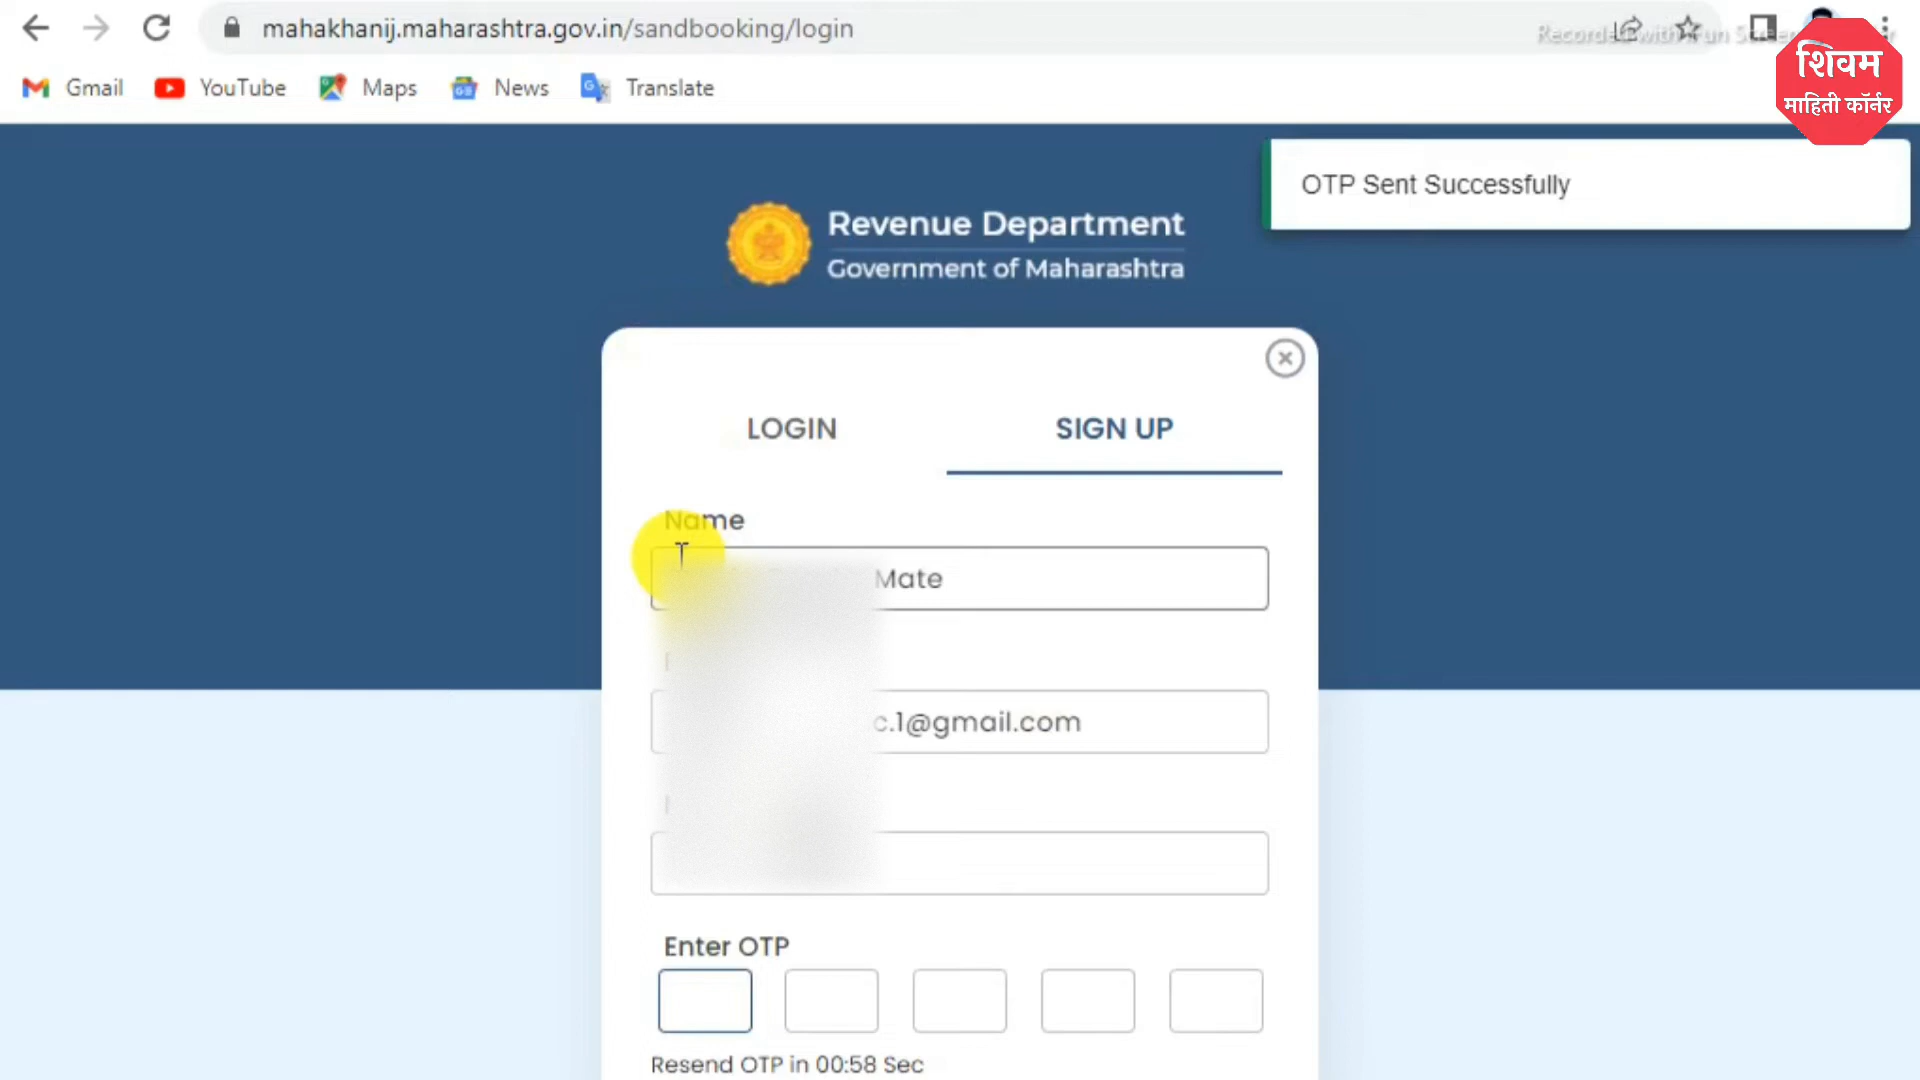 mahakhanij.maharashtra.gov.in/sandbooking/login
Gmail YouTube Maps News Translate
शिवम
माहिती कॉर्नर
OTP Sent Successfully
Revenue Department
Government of Maharashtra
LOGIN SIGN UP
Name
Mate
c.1@gmail.com
Enter OTP
Resend OTP in 00:58 Sec